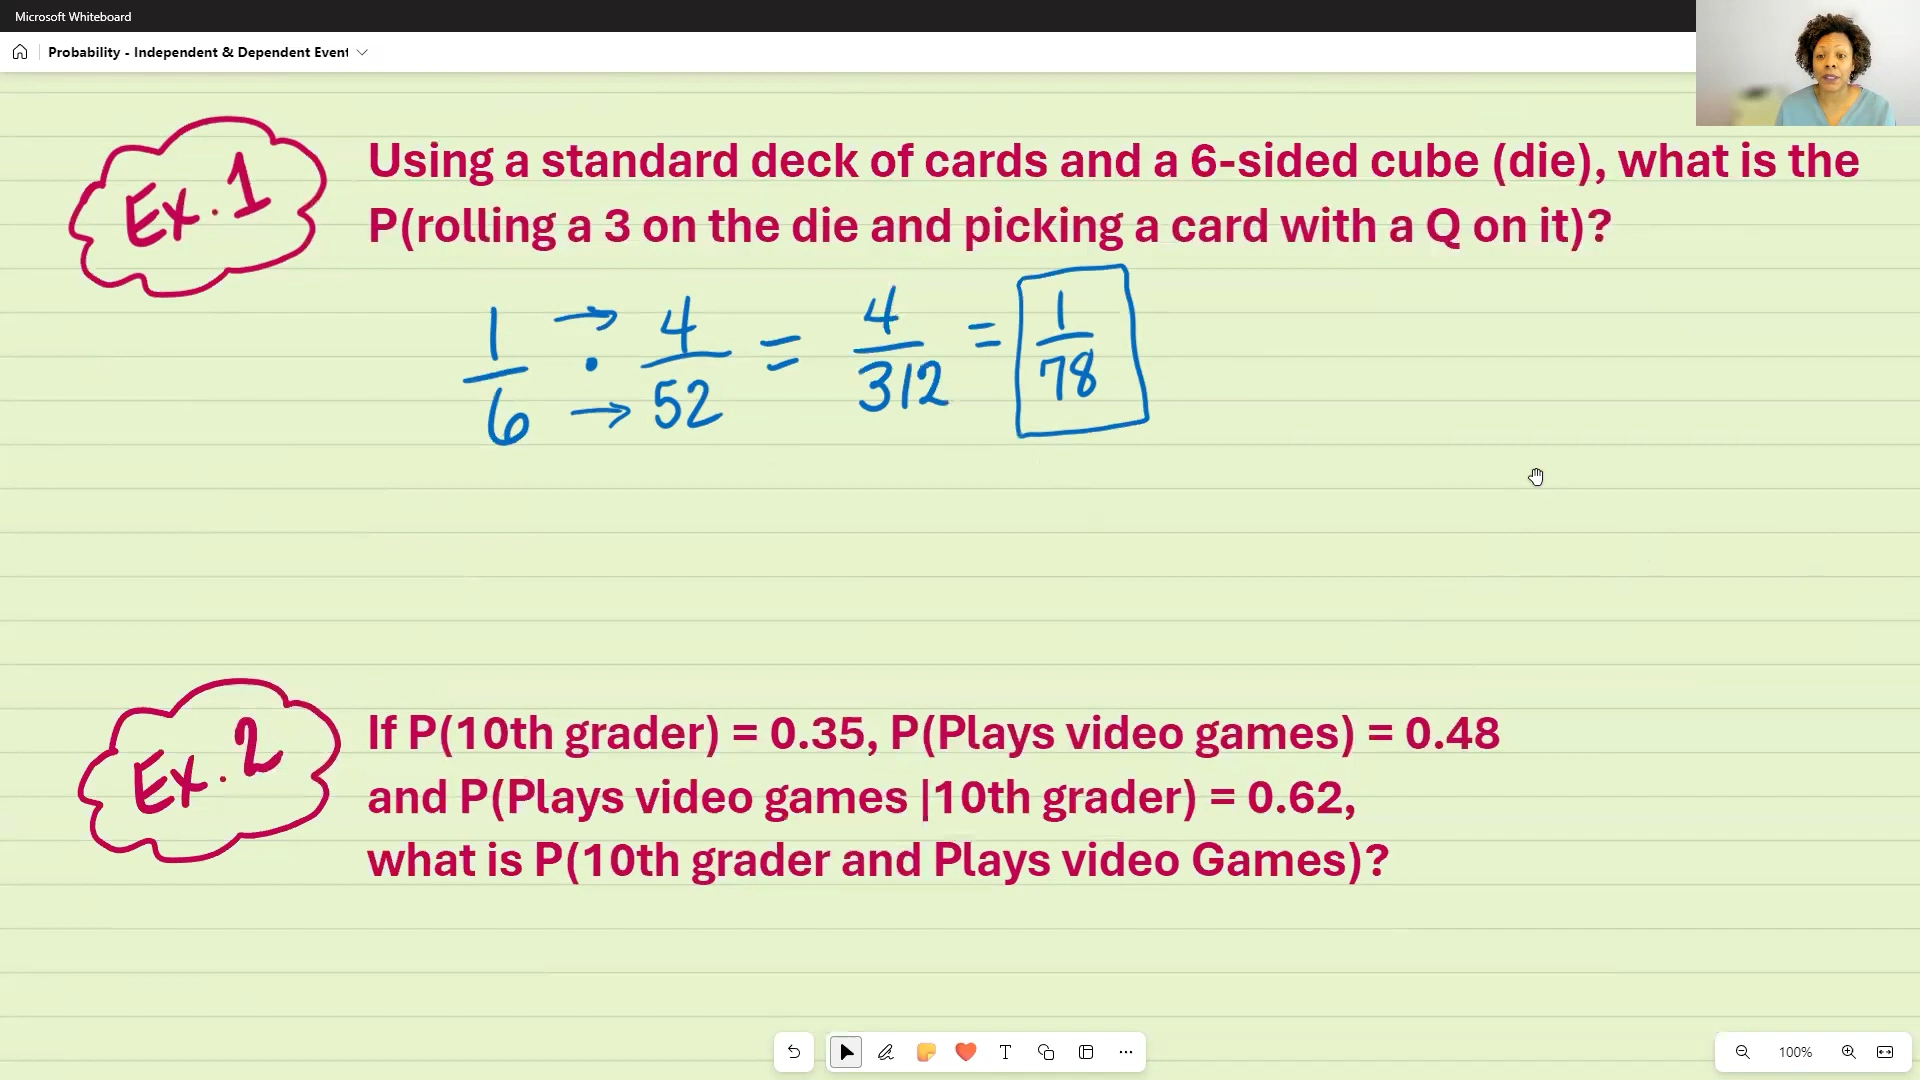 Microsoft Whiteboard
Probability - Independent & Dependent Event
Ex. 1
Using a standard deck of cards and a 6-sided cube (die), what is the
P(rolling a 3 on the die and picking a card with a Q on it)?
1/6 → · → 4/52 = 4/312 = 1/78
Ex. 2
If P(10th grader) = 0.35, P(Plays video games) = 0.48
and P(Plays video games |10th grader) = 0.62,
what is P(10th grader and Plays video Games)?
T
100%